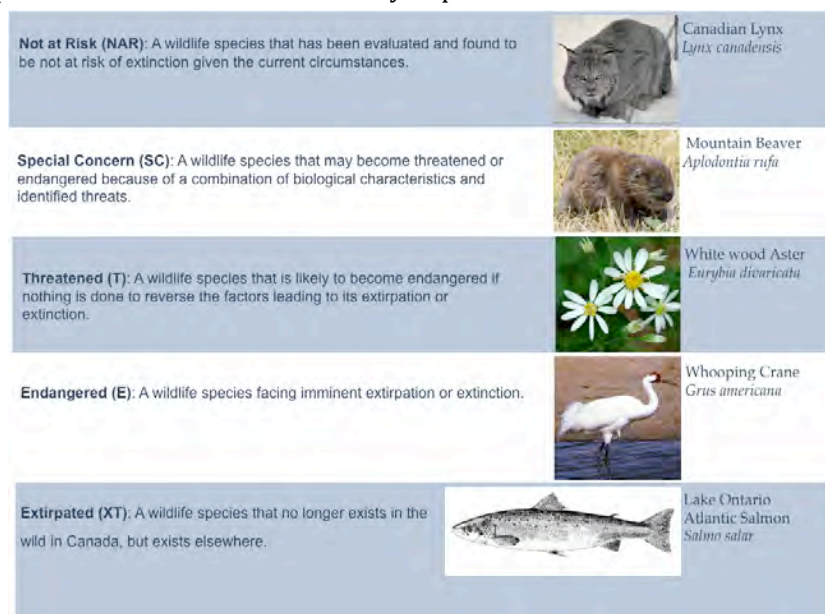 Not at Risk (NAR): A wildlife species that has been evaluated and found to
be not at risk of extinction given the current circumstances.
Canadian Lynx
Lynx canadensis
Special Concern (SC): A wildlife species that may become threatened or
endangered because of a combination of biological characteristics and
identified threats.
Mountain Beaver
Aplodontia rufa
Threatened (T): A wildlife species that is likely to become endangered if
nothing is done to reverse the factors leading to its extirpation or
extinction.
White wood Aster
Eurybia divaricata
Endangered (E): A wildlife species facing imminent extirpation or extinction.
Whooping Crane
Grus americana
Extirpated (XT): A wildlife species that no longer exists in the
wild in Canada, but exists elsewhere.
Lake Ontario
Atlantic Salmon
Salmo salar